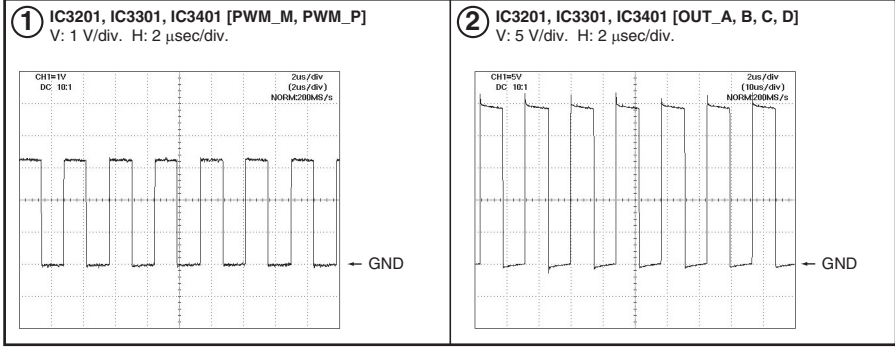 ① IC3201, IC3301, IC3401 [PWM_M, PWM_P]
V: 1 V/div. H: 2 μsec/div.
CH1=1V
DC 10:1
2us/div
(2us/div)
NORM:200MS/s
← GND
② IC3201, IC3301, IC3401 [OUT_A, B, C, D]
V: 5 V/div. H: 2 μsec/div.
CH1=5V
DC 10:1
2us/div
(10us/div)
NORM:200MS/s
← GND